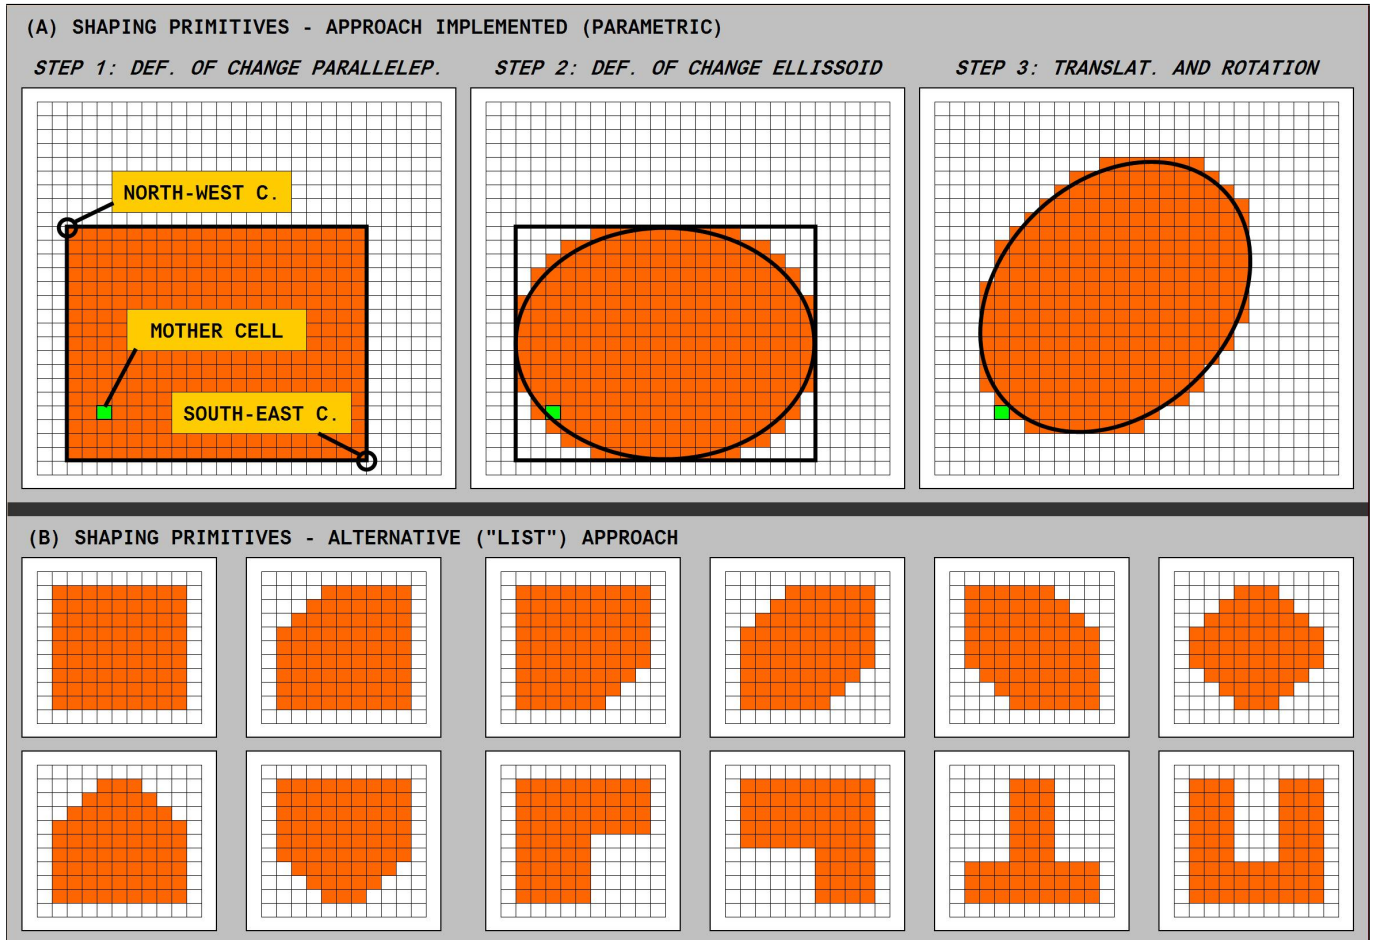 (A) SHAPING PRIMITIVES - APPROACH IMPLEMENTED (PARAMETRIC)
STEP 1: DEF. OF CHANGE PARALLELEP.
STEP 2: DEF. OF CHANGE ELLISSOID
STEP 3: TRANSLAT. AND ROTATION
NORTH-WEST C.
MOTHER CELL
SOUTH-EAST C.
(B) SHAPING PRIMITIVES - ALTERNATIVE ("LIST") APPROACH